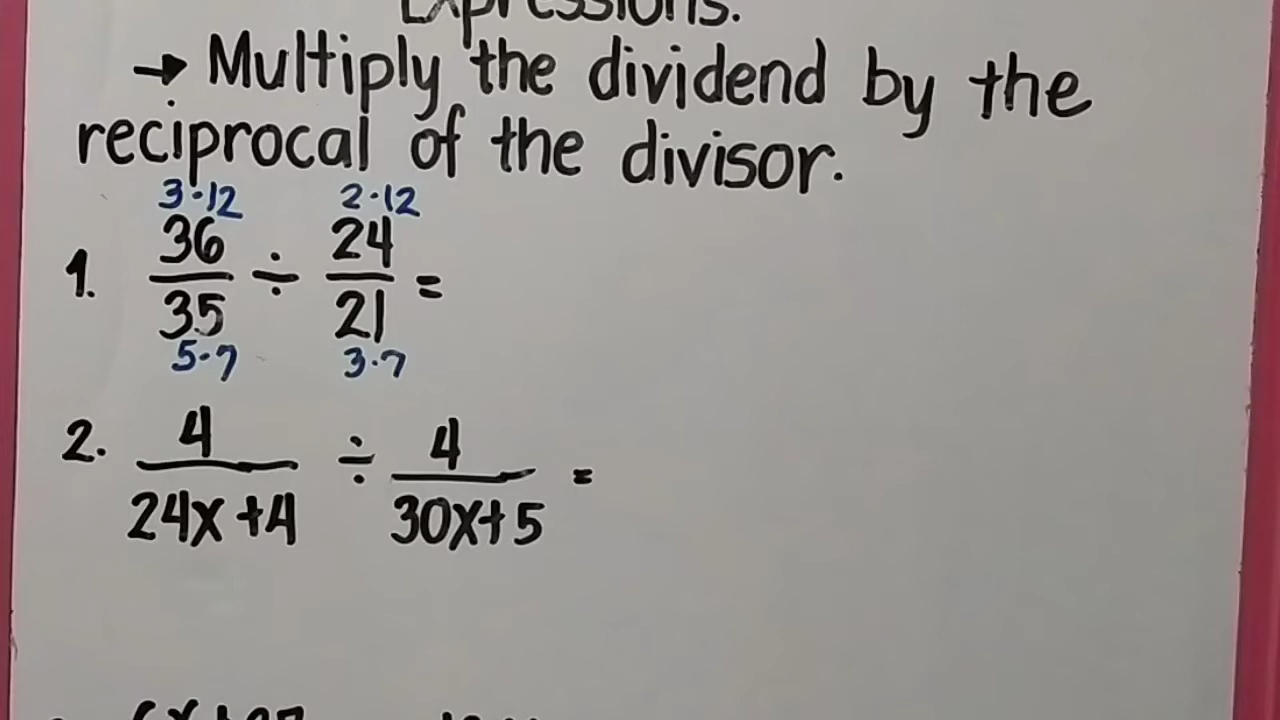 Expressions.
→ Multiply the dividend by the
reciprocal of the divisor.
3·12 2·12
1. 36/35 ÷ 24/21 =
5·7 3·7
2. 4/24x+4 ÷ 4/30x+5 =